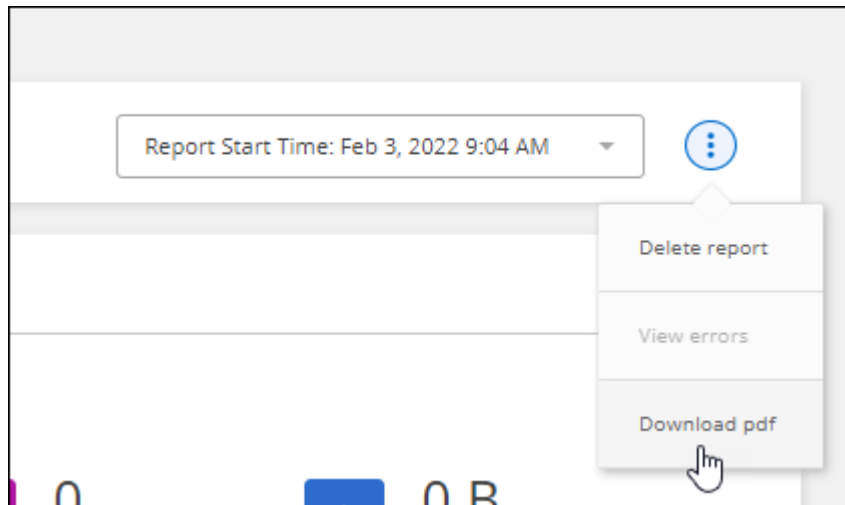 Report Start Time: Feb 3, 2022 9:04 AM
Delete report
View errors
Download pdf
0
0 B